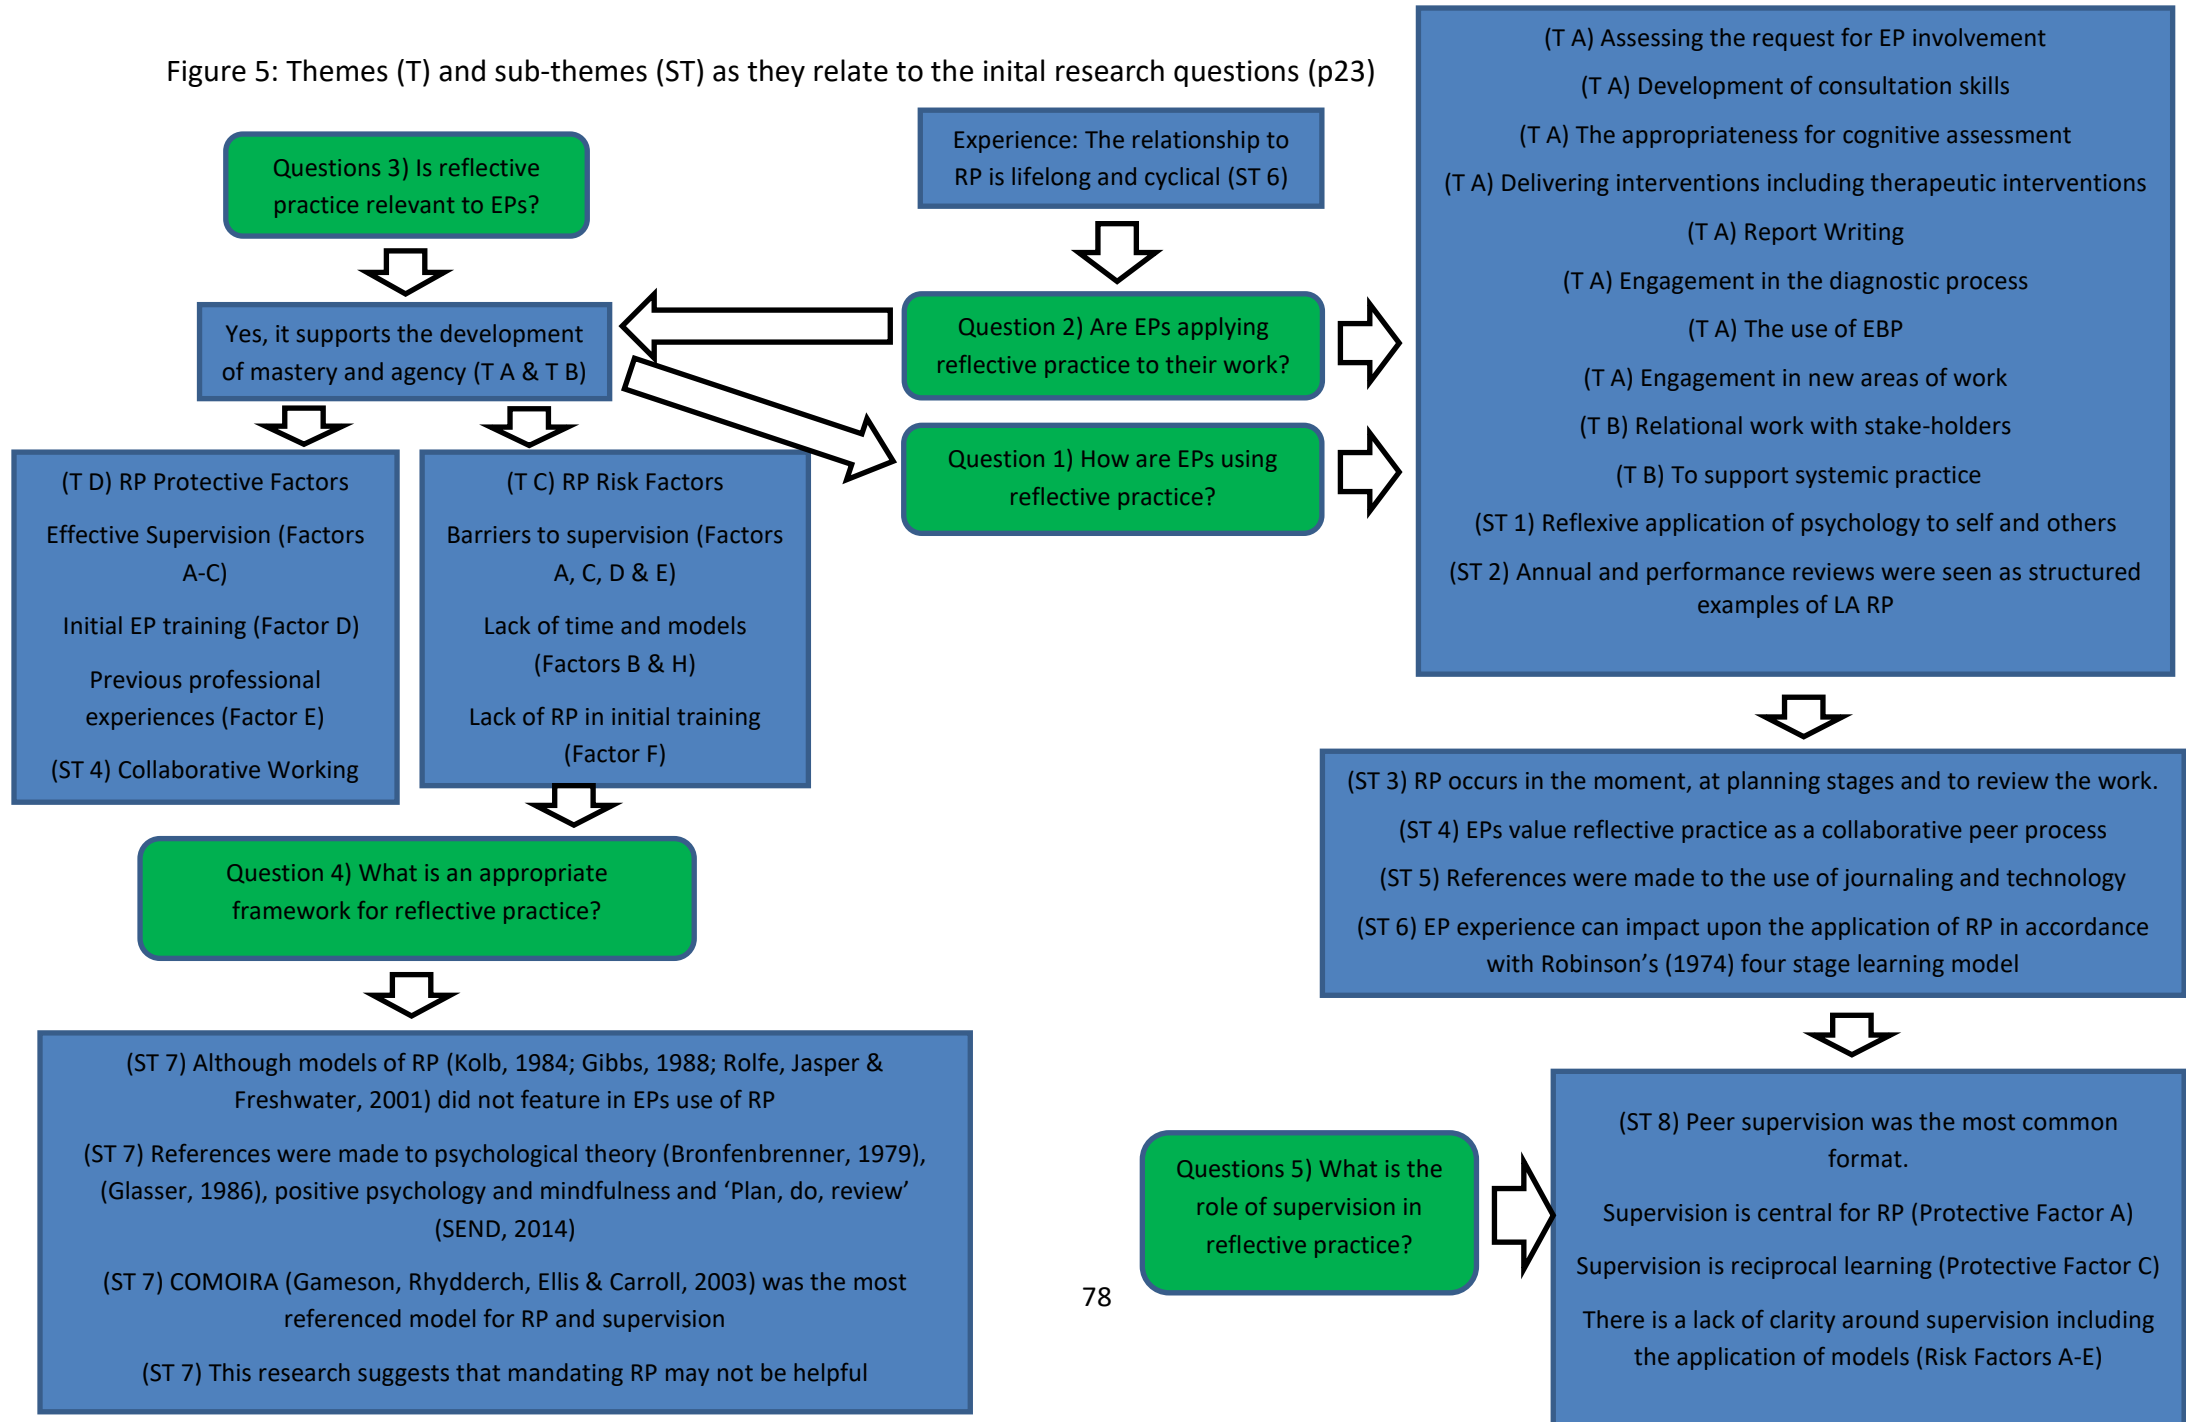 Figure 5: Themes (T) and sub-themes (ST) as they relate to the inital research questions (p23)
Questions 3) Is reflective
practice relevant to EPs?
Yes, it supports the development
of mastery and agency (T A & T B)
(T D) RP Protective Factors
Effective Supervision (Factors
A-C)
Initial EP training (Factor D)
Previous professional
experiences (Factor E)
(ST 4) Collaborative Working
(T C) RP Risk Factors
Barriers to supervision (Factors
A, C, D & E)
Lack of time and models
(Factors B & H)
Lack of RP in initial training
(Factor F)
Question 4) What is an appropriate
framework for reflective practice?
(ST 7) Although models of RP (Kolb, 1984; Gibbs, 1988; Rolfe, Jasper &
Freshwater, 2001) did not feature in EPs use of RP
(ST 7) References were made to psychological theory (Bronfenbrenner, 1979),
(Glasser, 1986), positive psychology and mindfulness and ‘Plan, do, review’
(SEND, 2014)
(ST 7) COMOIRA (Gameson, Rhydderch, Ellis & Carroll, 2003) was the most
referenced model for RP and supervision
(ST 7) This research suggests that mandating RP may not be helpful
Experience: The relationship to
RP is lifelong and cyclical (ST 6)
Question 2) Are EPs applying
reflective practice to their work?
Question 1) How are EPs using
reflective practice?
(T A) Assessing the request for EP involvement
(T A) Development of consultation skills
(T A) The appropriateness for cognitive assessment
(T A) Delivering interventions including therapeutic interventions
(T A) Report Writing
(T A) Engagement in the diagnostic process
(T A) The use of EBP
(T A) Engagement in new areas of work
(T B) Relational work with stake-holders
(T B) To support systemic practice
(ST 1) Reflexive application of psychology to self and others
(ST 2) Annual and performance reviews were seen as structured
examples of LA RP
(ST 3) RP occurs in the moment, at planning stages and to review the work.
(ST 4) EPs value reflective practice as a collaborative peer process
(ST 5) References were made to the use of journaling and technology
(ST 6) EP experience can impact upon the application of RP in accordance
with Robinson’s (1974) four stage learning model
Questions 5) What is the
role of supervision in
reflective practice?
(ST 8) Peer supervision was the most common
format.
Supervision is central for RP (Protective Factor A)
Supervision is reciprocal learning (Protective Factor C)
There is a lack of clarity around supervision including
the application of models (Risk Factors A-E)
78